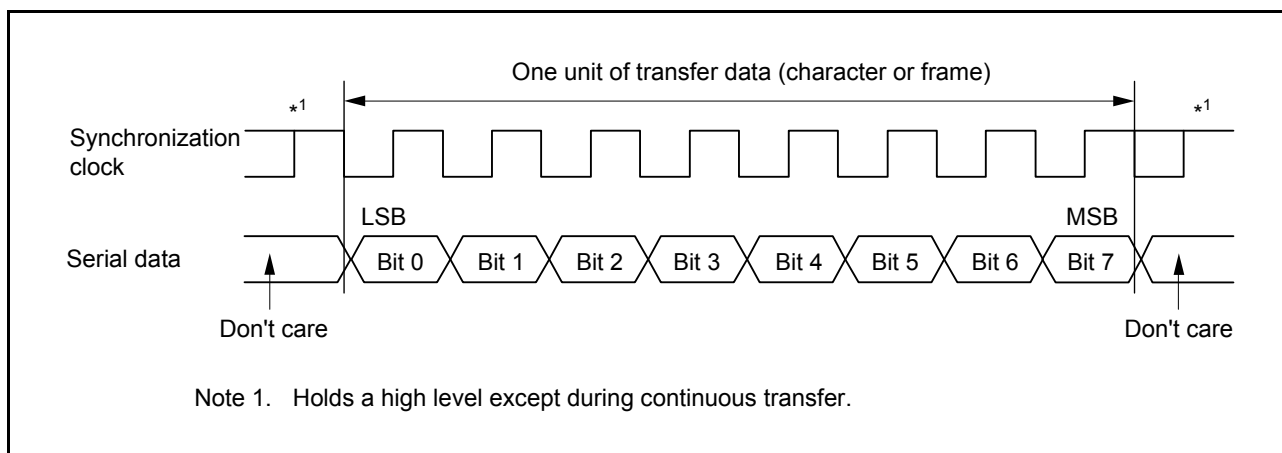 One unit of transfer data (character or frame)
*1 *1
Synchronization
clock
LSB MSB
Serial data Bit 0 Bit 1 Bit 2 Bit 3 Bit 4 Bit 5 Bit 6 Bit 7
Don't care Don't care
Note 1. Holds a high level except during continuous transfer.